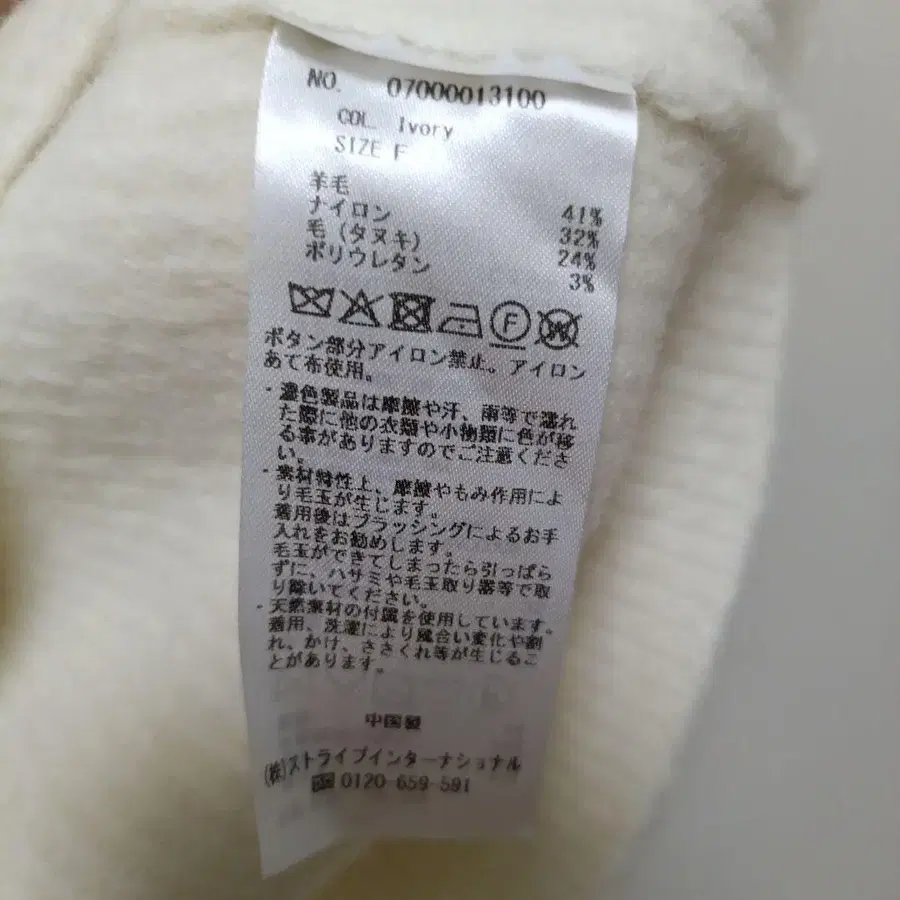 NO. 07000013100
COL. Ivory
SIZE F
羊毛 41%
ナイロン 32%
毛(タヌキ) 24%
ポリウレタン 3%
F
W
ボタン部分アイロン禁止。アイロン
あて布使用。
・濃色製品は摩擦や汗、雨等で濡れ
た際に他の衣類や小物類に色が移
る事がありますのでご注意くださ
い。
・素材特性上、摩擦やもみ作用によ
り毛玉が生じます。
着用後はブラッシングによるお手
入れをお勧めします。
毛玉ができてしまったら引っぱら
ずに、ハサミや毛玉取り器等で取
り除いてください。
・天然素材の付属を使用しています。
着用、洗濯により風合い変化や割
れ、かけ、ささくれ等が生じるこ
とがあります。
中国製
(株)ストライプインターナショナル
0120-659-591